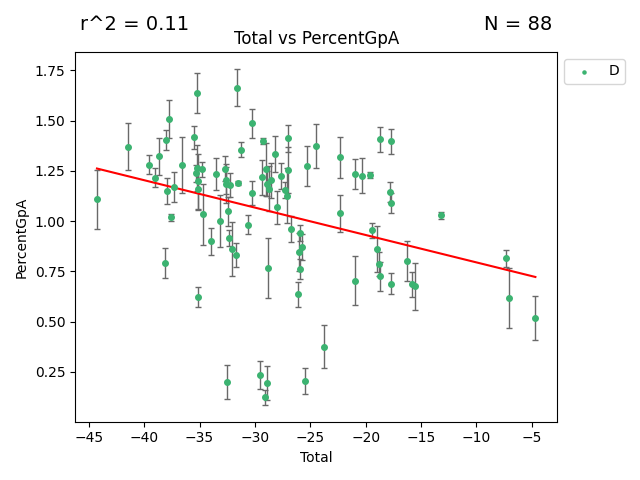 r^2 = 0.11
N = 88
Total vs PercentGpA
D
PercentGpA
1.75
1.50
1.25
1.00
0.75
0.50
0.25
−45 −40 −35 −30 −25 −20 −15 −10 −5
Total